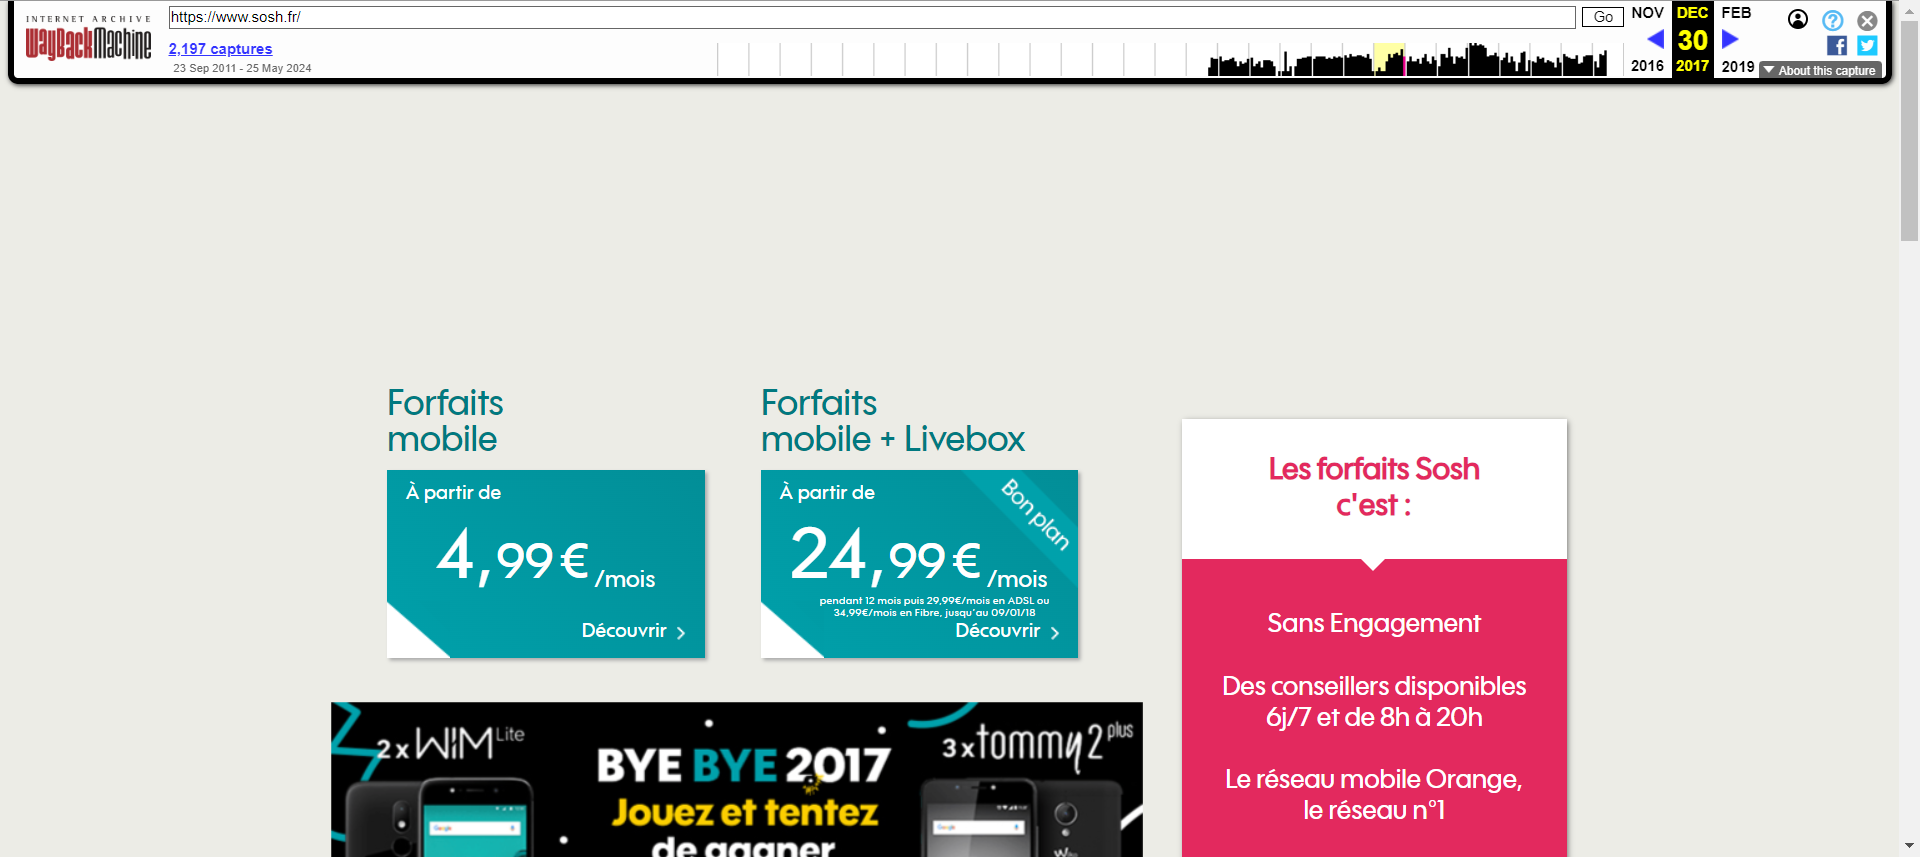 INTERNET ARCHIVE
WayBackMachine
https://www.sosh.fr/
Go
2,197 captures
23 Sep 2011 - 25 May 2024
NOV DEC FEB
30
2016 2017 2019
About this capture
Forfaits
mobile
À partir de
4,99€/mois
Découvrir
Forfaits
mobile + Livebox
À partir de
Bon plan
24,99€/mois
pendant 12 mois puis 29,99€/mois en ADSL ou
34,99€/mois en Fibre, jusqu'au 09/01/18
Découvrir
Les forfaits Sosh
c'est :
Sans Engagement
Des conseillers disponibles
6j/7 et de 8h à 20h
Le réseau mobile Orange,
le réseau n°1
2 x WIM Lite
BYE BYE 2017
Jouez et tentez
de gagner
3 x tommy2 plus
Google
Google